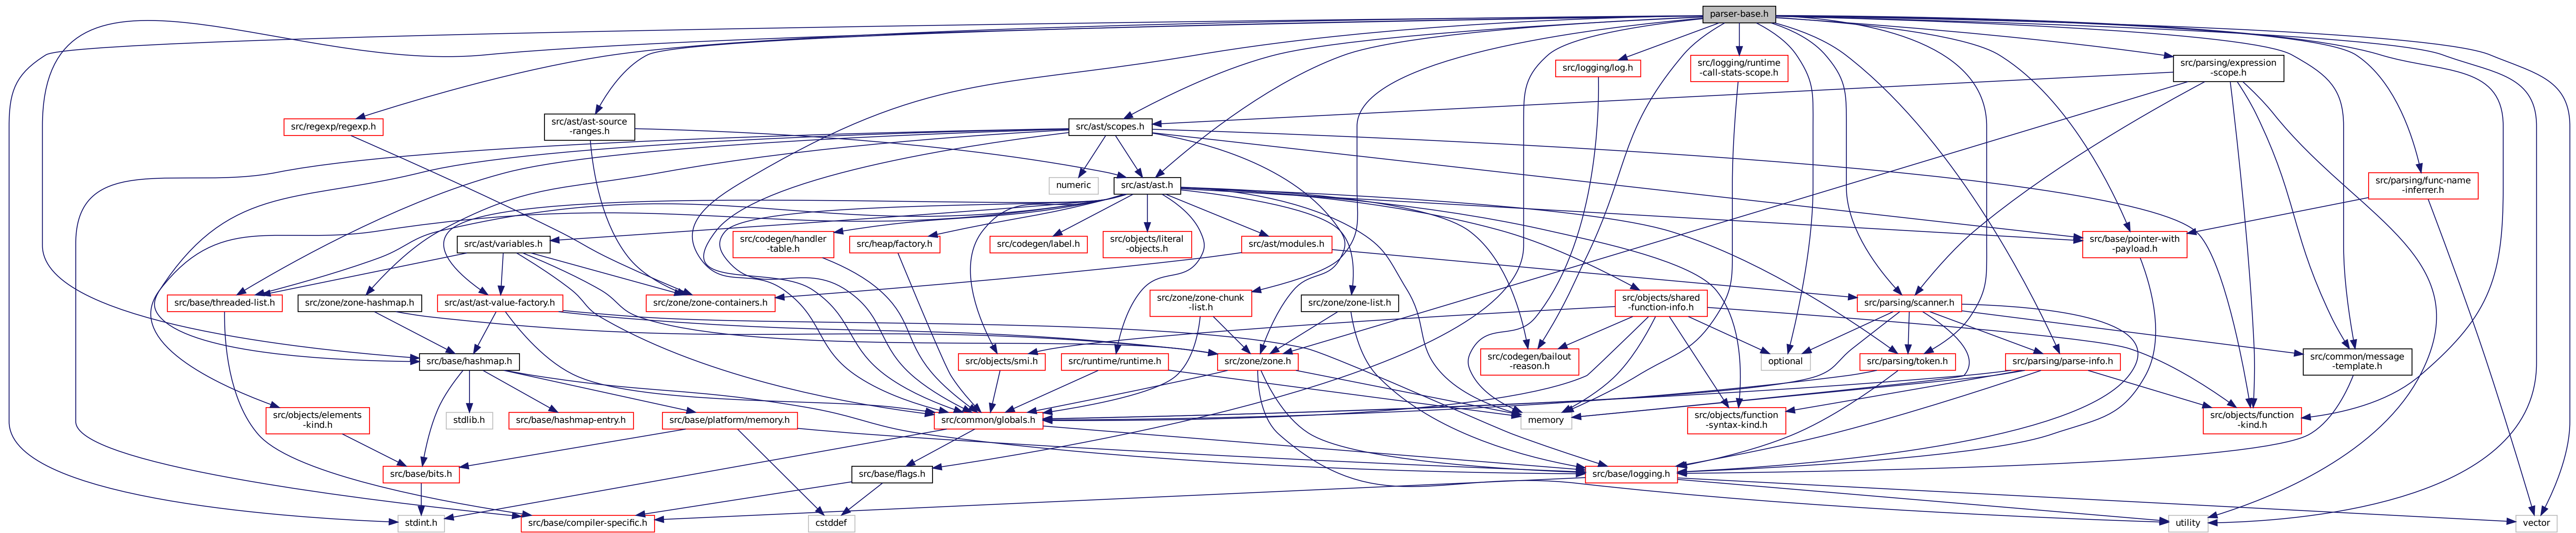 parser-base.h
src/logging/log.h
src/logging/runtime
-call-stats-scope.h
src/parsing/expression
-scope.h
src/regexp/regexp.h
src/ast/ast-source
-ranges.h
src/ast/scopes.h
numeric
src/ast/ast.h
src/parsing/func-name
-inferrer.h
src/ast/variables.h
src/codegen/handler
-table.h
src/heap/factory.h
src/codegen/label.h
src/objects/literal
-objects.h
src/ast/modules.h
src/base/pointer-with
-payload.h
src/base/threaded-list.h
src/zone/zone-hashmap.h
src/ast/ast-value-factory.h
src/zone/zone-containers.h
src/zone/zone-chunk
-list.h
src/zone/zone-list.h
src/objects/shared
-function-info.h
src/parsing/scanner.h
src/base/hashmap.h
src/objects/smi.h
src/runtime/runtime.h
src/zone/zone.h
src/codegen/bailout
-reason.h
optional
src/parsing/token.h
src/parsing/parse-info.h
src/common/message
-template.h
src/objects/elements
-kind.h
stdlib.h
src/base/hashmap-entry.h
src/base/platform/memory.h
src/common/globals.h
memory
src/objects/function
-syntax-kind.h
src/objects/function
-kind.h
src/base/bits.h
src/base/flags.h
src/base/logging.h
stdint.h
src/base/compiler-specific.h
cstddef
utility
vector